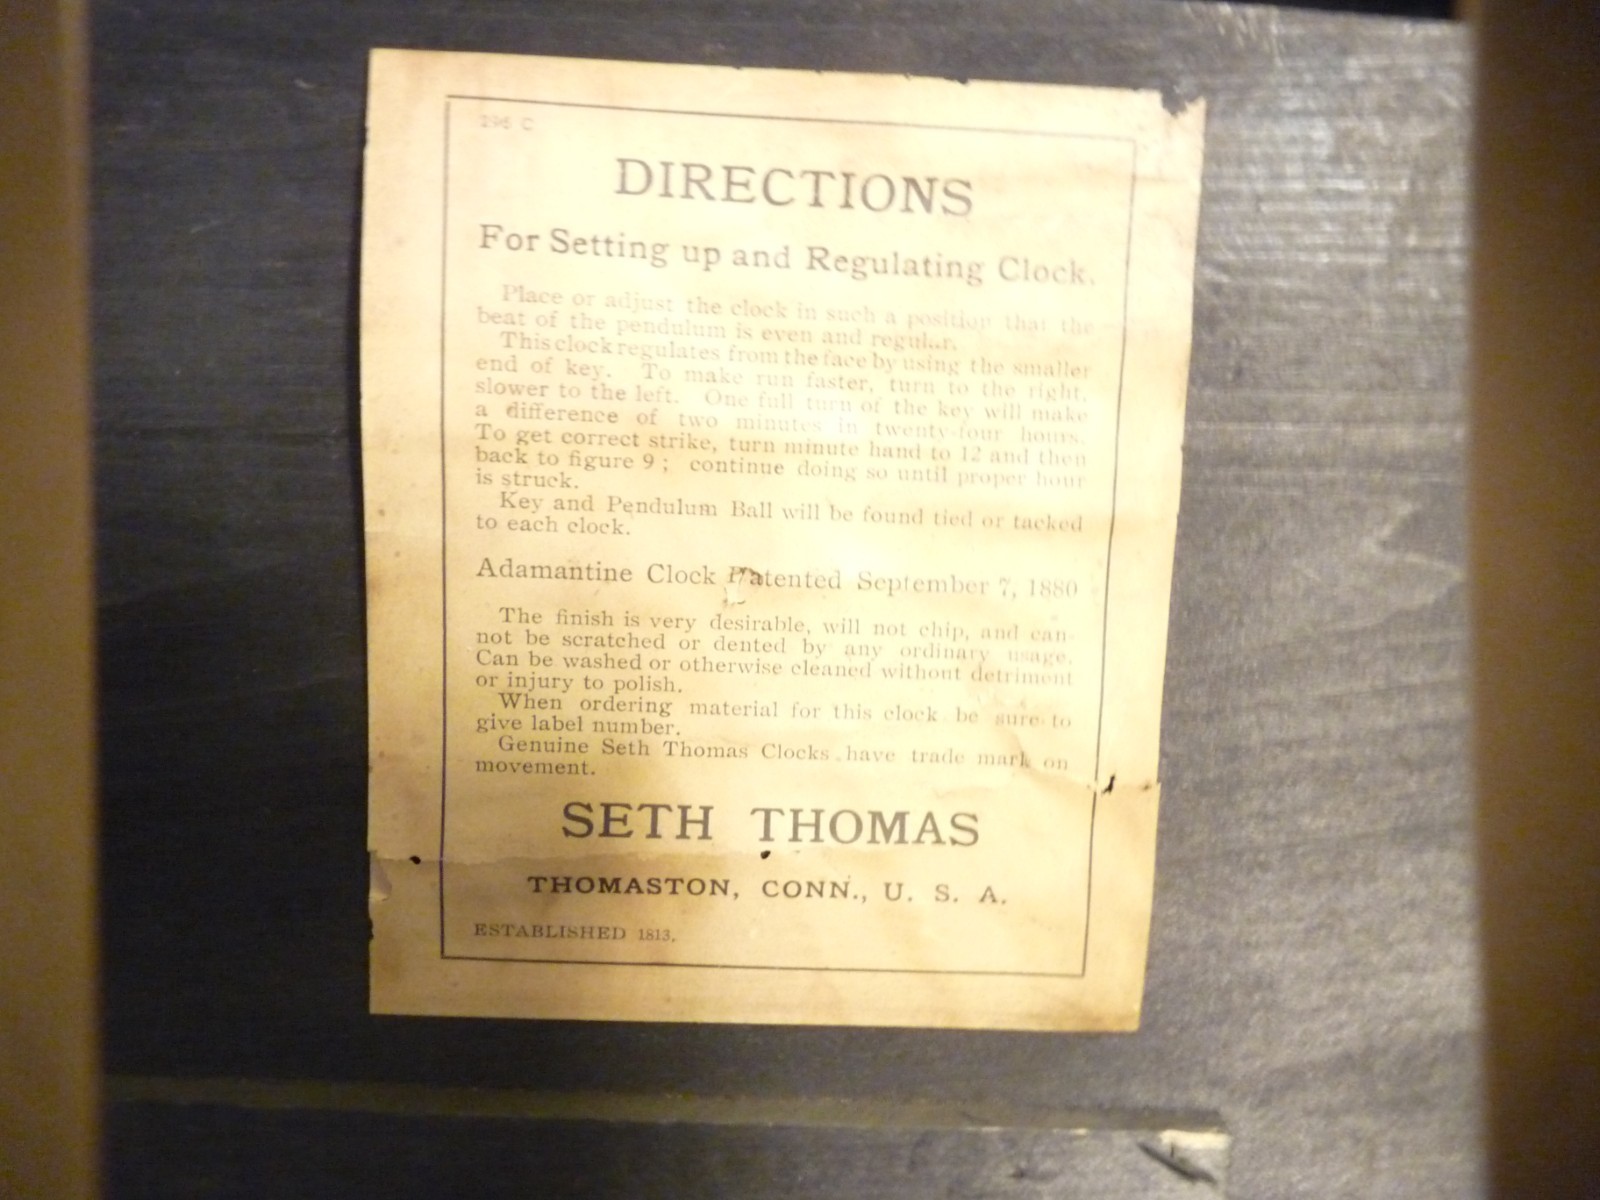 296 C
DIRECTIONS
For Setting up and Regulating Clock.
Place or adjust the clock in such a position that the
beat of the pendulum is even and regular.
This clock regulates from the face by using the smaller
end of key. To make run faster, turn to the right,
slower to the left. One full turn of the key will make
a difference of two minutes in twenty-four hours.
To get correct strike, turn minute hand to 12 and then
back to figure 9 ; continue doing so until proper hour
is struck.
Key and Pendulum Ball will be found tied or tacked
to each clock.
Adamantine Clock Patented September 7, 1880
The finish is very desirable, will not chip, and can-
not be scratched or dented by any ordinary usage.
Can be washed or otherwise cleaned without detriment
or injury to polish.
When ordering material for this clock be sure to
give label number.
Genuine Seth Thomas Clocks have trade mark on
movement.
SETH THOMAS
THOMASTON, CONN., U. S. A.
ESTABLISHED 1813.